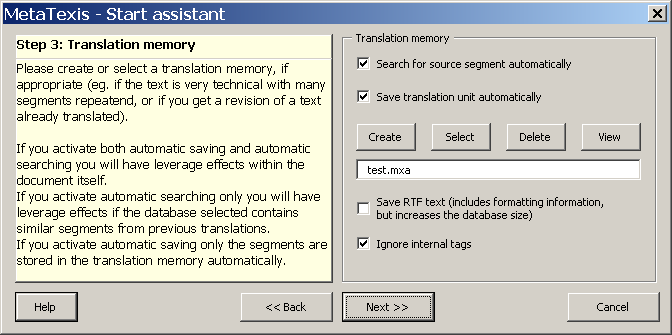 MetaTexis - Start assistant
Step 3: Translation memory
Please create or select a translation memory, if
appropriate (eg. if the text is very technical with many
segments repeatend, or if you get a revision of a text
already translated).
If you activate both automatic saving and automatic
searching you will have leverage effects within the
document itself.
If you activate automatic searching only you will have
leverage effects if the database selected contains
similar segments from previous translations.
If you activate automatic saving only the segments are
stored in the translation memory automatically.
Translation memory
Search for source segment automatically
Save translation unit automatically
Create Select Delete View
test.mxa
Save RTF text (includes formatting information,
but increases the database size)
Ignore internal tags
Help << Back Next >> Cancel